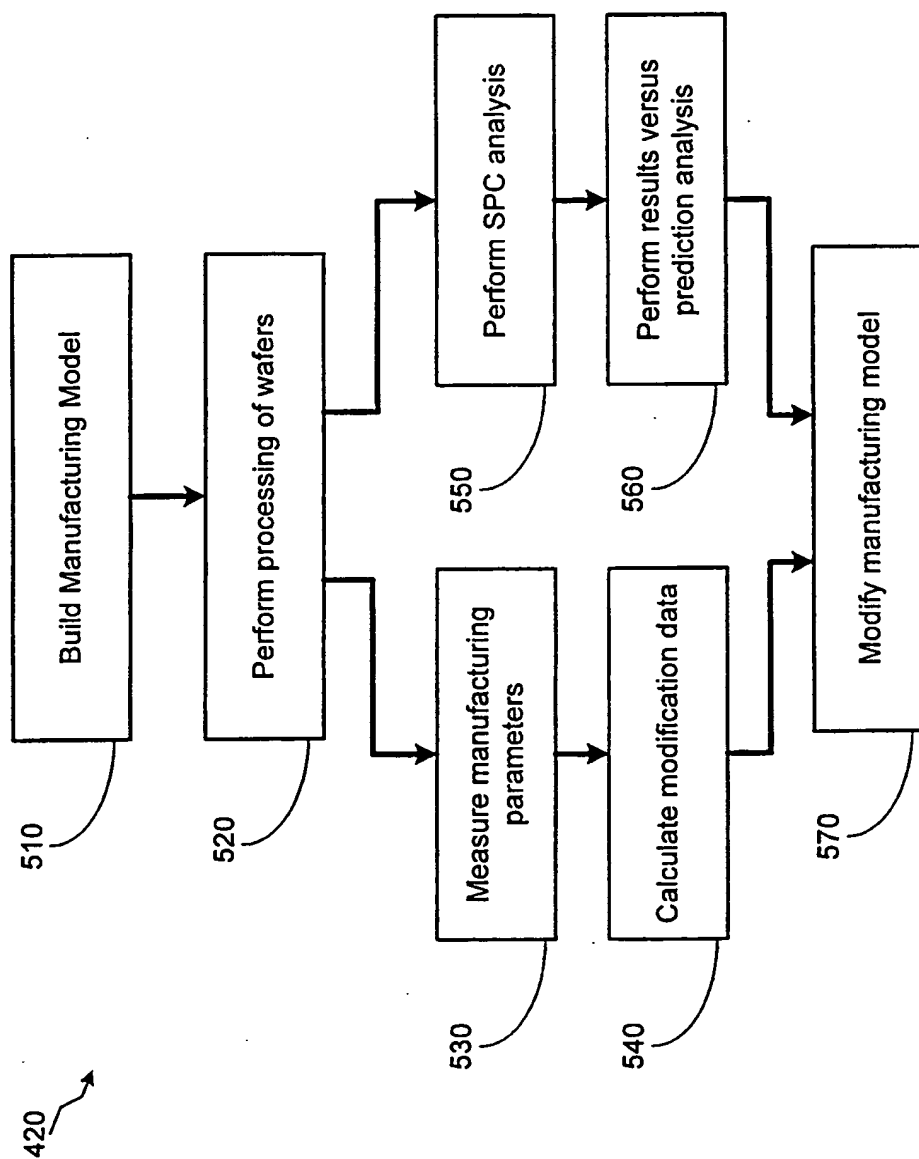 420
Build Manufacturing Model
510
Perform processing of wafers
520
Measure manufacturing
parameters
530
Calculate modification data
540
Perform SPC analysis
550
Perform results versus
prediction analysis
560
Modify manufacturing model
570